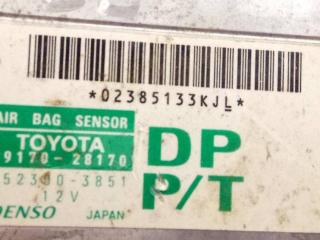 *02385133KJL*
AIR BAG SENSOR
TOYOTA
89170-28170
152300-3851
12V
DENSO JAPAN
DP
P/T